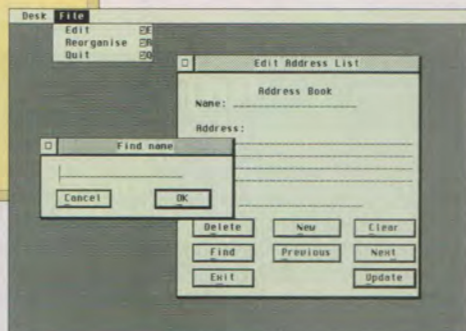 Desk File
Edit E
Reorganise R
Quit Q
Edit Address List
Address Book
Name:
Address:
Find name
Cancel OK
Delete New Clear
Find Previous Next
Exit Update